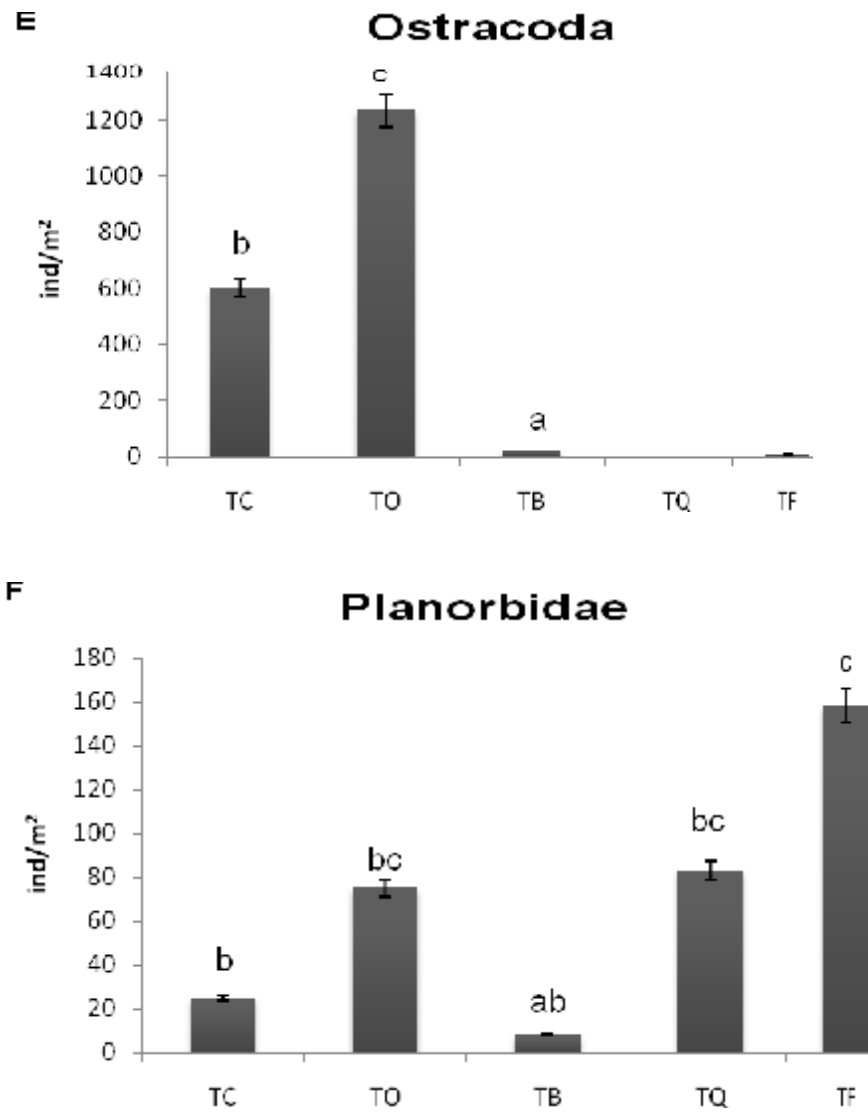 E
Ostracoda
1400
1200
1000
800
600
400
200
0
ind/m²
b
c
a
TC TO TB TQ TF
F
Planorbidae
180
160
140
120
100
80
60
40
20
0
ind/m²
b
bc
ab
bc
c
TC TO TB TQ TF